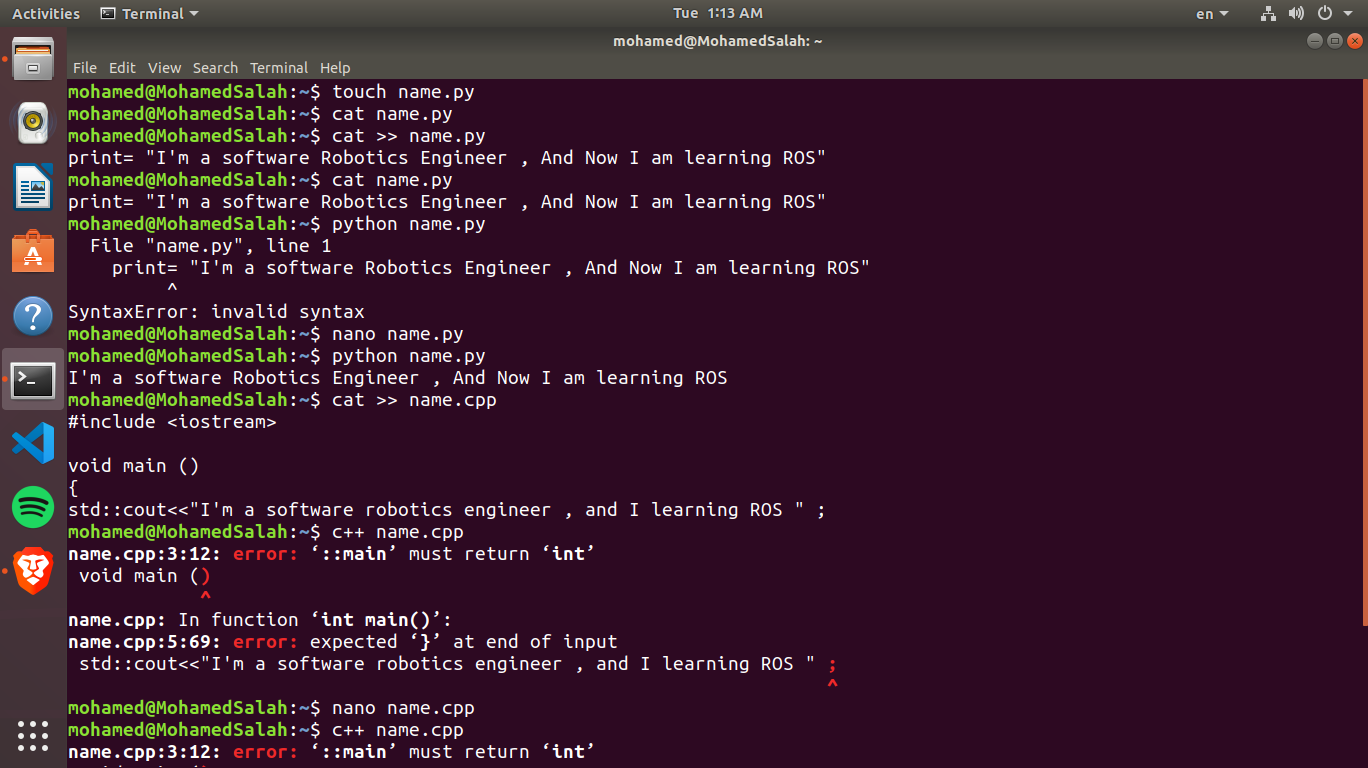 Activities Terminal Tue 1:13 AM en
mohamed@MohamedSalah: ~
File Edit View Search Terminal Help
mohamed@MohamedSalah:~$ touch name.py
mohamed@MohamedSalah:~$ cat name.py
mohamed@MohamedSalah:~$ cat >> name.py
print= "I'm a software Robotics Engineer , And Now I am learning ROS"
mohamed@MohamedSalah:~$ cat name.py
print= "I'm a software Robotics Engineer , And Now I am learning ROS"
mohamed@MohamedSalah:~$ python name.py
  File "name.py", line 1
    print= "I'm a software Robotics Engineer , And Now I am learning ROS"
         ^
SyntaxError: invalid syntax
mohamed@MohamedSalah:~$ nano name.py
mohamed@MohamedSalah:~$ python name.py
I'm a software Robotics Engineer , And Now I am learning ROS
mohamed@MohamedSalah:~$ cat >> name.cpp
#include <iostream>

void main ()
{
std::cout<<"I'm a software robotics engineer , and I learning ROS " ;
mohamed@MohamedSalah:~$ c++ name.cpp
name.cpp:3:12: error: ‘::main’ must return ‘int’
 void main ()
            ^
name.cpp: In function ‘int main()’:
name.cpp:5:69: error: expected ‘}’ at end of input
 std::cout<<"I'm a software robotics engineer , and I learning ROS " ;
                                                                     ^
mohamed@MohamedSalah:~$ nano name.cpp
mohamed@MohamedSalah:~$ c++ name.cpp
name.cpp:3:12: error: ‘::main’ must return ‘int’